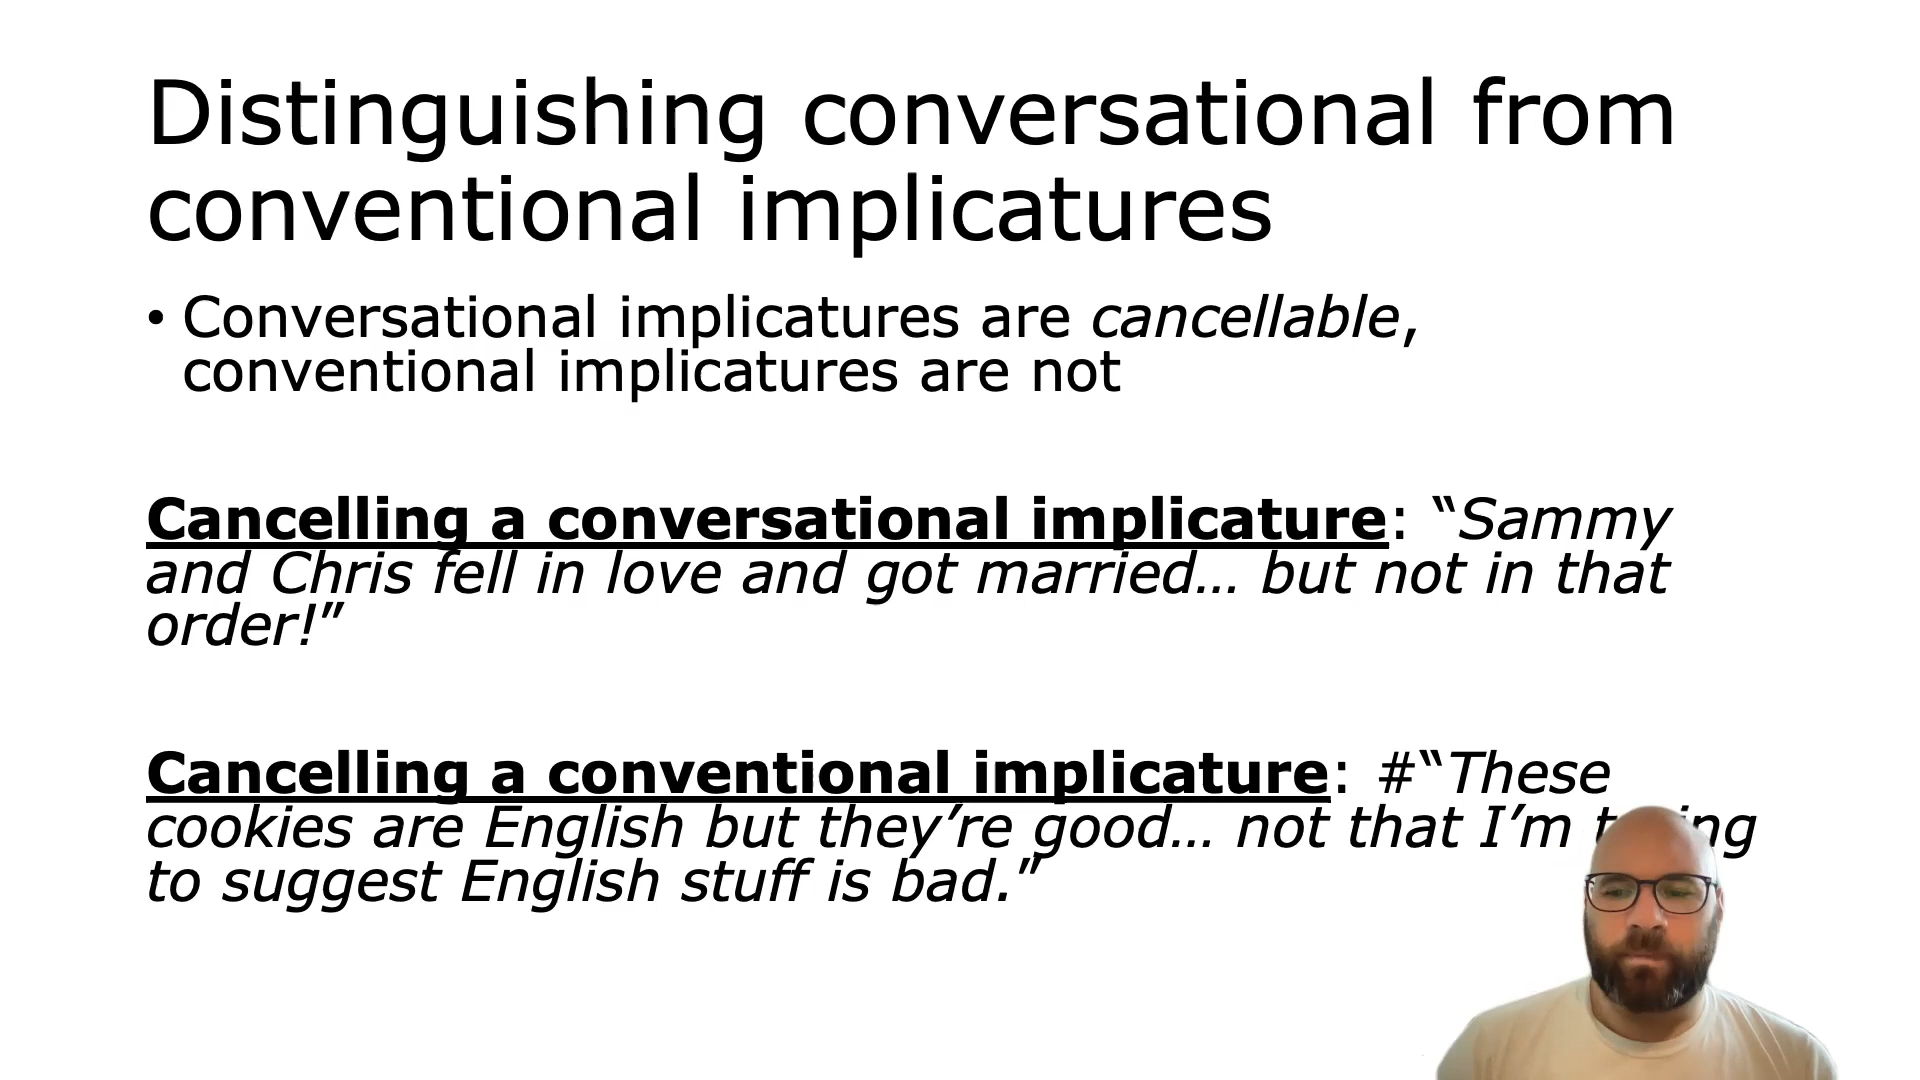 Distinguishing conversational from
conventional implicatures
• Conversational implicatures are cancellable,
conventional implicatures are not
Cancelling a conversational implicature: “Sammy
and Chris fell in love and got married… but not in that
order!”
Cancelling a conventional implicature: #“These
cookies are English but they’re good… not that I’m
to suggest English stuff is bad.”